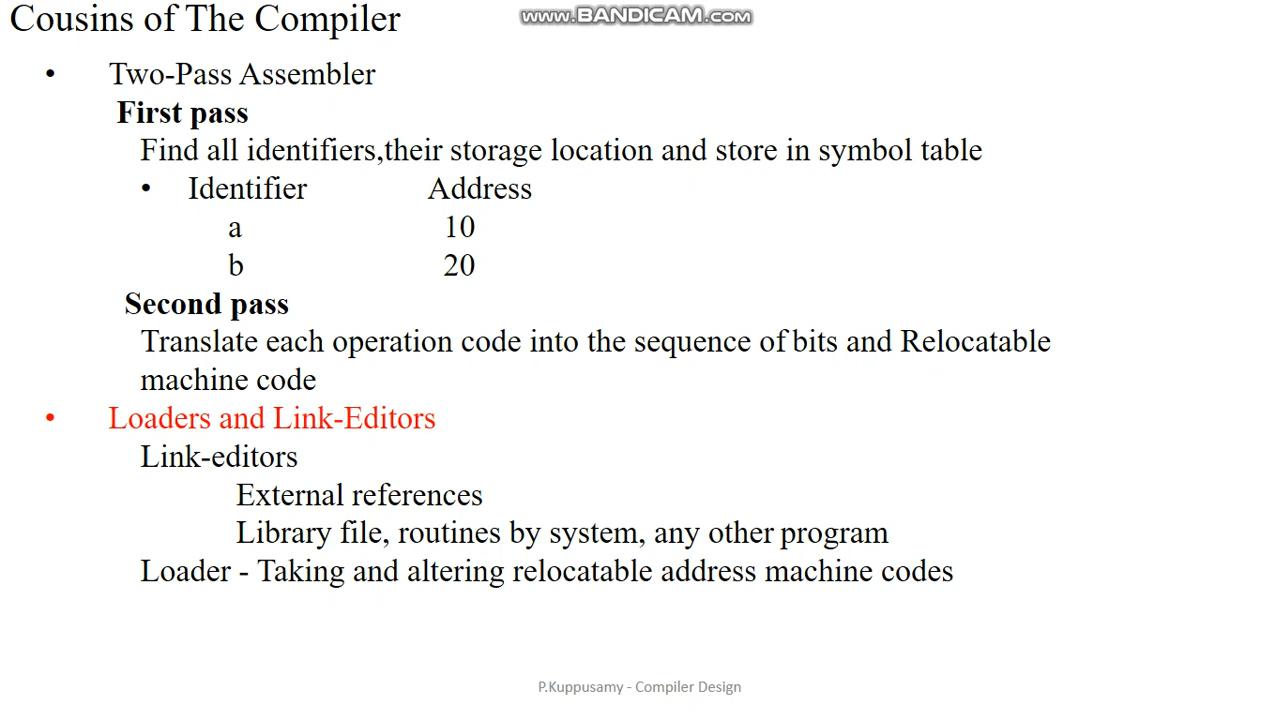 Cousins of The Compiler
www.BANDICAM.com
• Two-Pass Assembler
First pass
Find all identifiers,their storage location and store in symbol table
• Identifier Address
a 10
b 20
Second pass
Translate each operation code into the sequence of bits and Relocatable
machine code
• Loaders and Link-Editors
Link-editors
External references
Library file, routines by system, any other program
Loader - Taking and altering relocatable address machine codes
P.Kuppusamy - Compiler Design